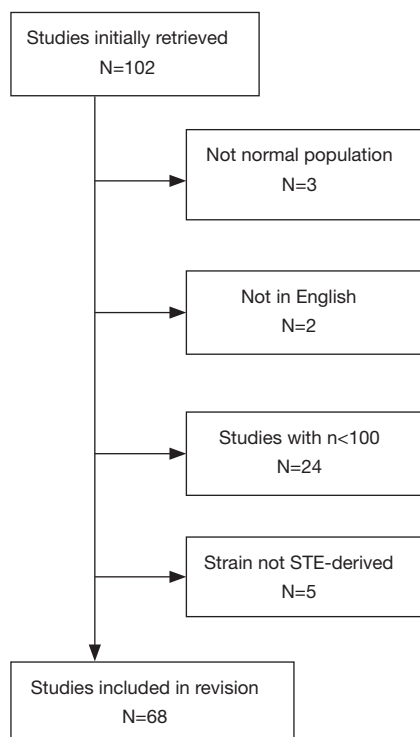 Studies initially retrieved
N=102
Not normal population
N=3
Not in English
N=2
Studies with n<100
N=24
Strain not STE-derived
N=5
Studies included in revision
N=68